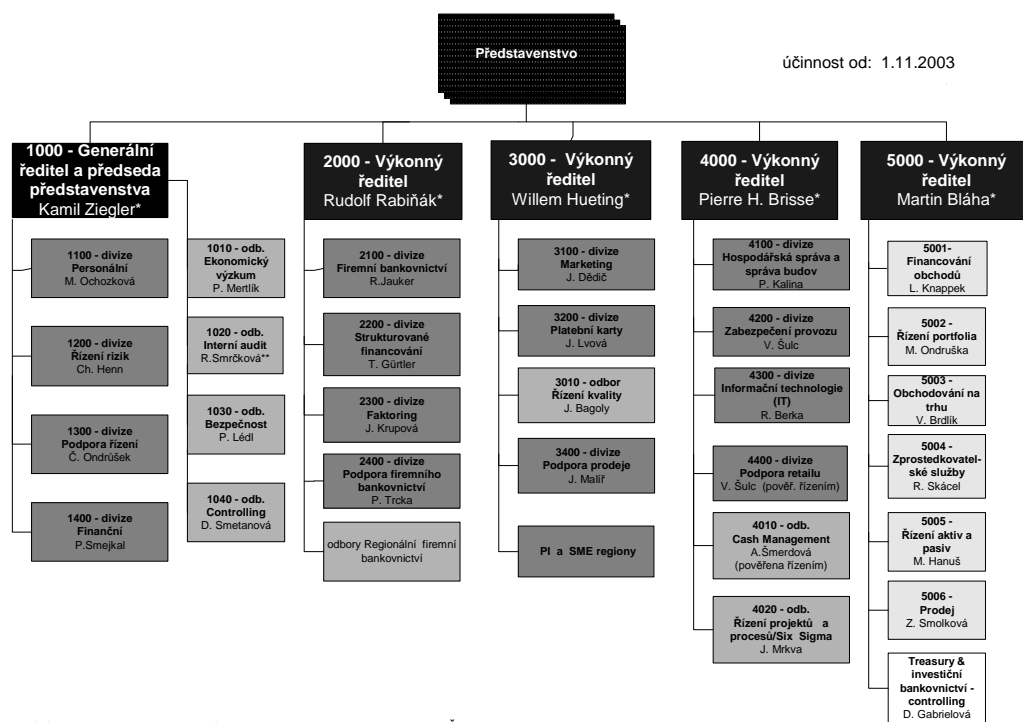 Představenstvo
účinnost od: 1.11.2003
1000 - Generální
ředitel a předseda
představenstva
Kamil Ziegler*
2000 - Výkonný
ředitel
Rudolf Rabiňák*
3000 - Výkonný
ředitel
Willem Hueting*
4000 - Výkonný
ředitel
Pierre H. Brisse*
5000 - Výkonný
ředitel
Martin Bláha*
1100 - divize
Personální
M. Ochozková
1200 - divize
Řízení rizik
Ch. Henn
1300 - divize
Podpora řízení
Č. Ondrůšek
1400 - divize
Finanční
P.Smejkal
1010 - odb.
Ekonomický
výzkum
P. Mertlík
1020 - odb.
Interní audit
R.Smrčková**
1030 - odb.
Bezpečnost
P. Lédl
1040 - odb.
Controlling
D. Smetanová
2100 - divize
Firemní bankovnictví
R.Jauker
2200 - divize
Strukturované
financování
T. Gürtler
2300 - divize
Faktoring
J. Krupová
2400 - divize
Podpora firemního
bankovnictví
P. Trcka
odbory Regionální firemní
bankovnictví
3100 - divize
Marketing
J. Dědič
3200 - divize
Platební karty
J. Lvová
3010 - odbor
Řízení kvality
J. Bagoly
3400 - divize
Podpora prodeje
J. Malíř
PI a SME regiony
4100 - divize
Hospodářská správa a
správa budov
P. Kalina
4200 - divize
Zabezpečení provozu
V. Šulc
4300 - divize
Informační technologie
(IT)
R. Berka
4400 - divize
Podpora retailu
V. Šulc (pověř. řízením)
4010 - odb.
Cash Management
A.Šmerdová
(pověřena řízením)
4020 - odb.
Řízení projektů a
procesů/Six Sigma
J. Mrkva
5001-
Financování
obchodů
L. Knappek
5002 -
Řízení portfolia
M. Ondruška
5003 -
Obchodování na
trhu
V. Brdlík
5004 -
Zprostedkovatel-
ské služby
R. Skácel
5005 -
Řízení aktiv a
pasiv
M. Hanuš
5006 -
Prodej
Z. Smolková
Treasury &
investiční
bankovnictví -
controlling
D. Gabrielová